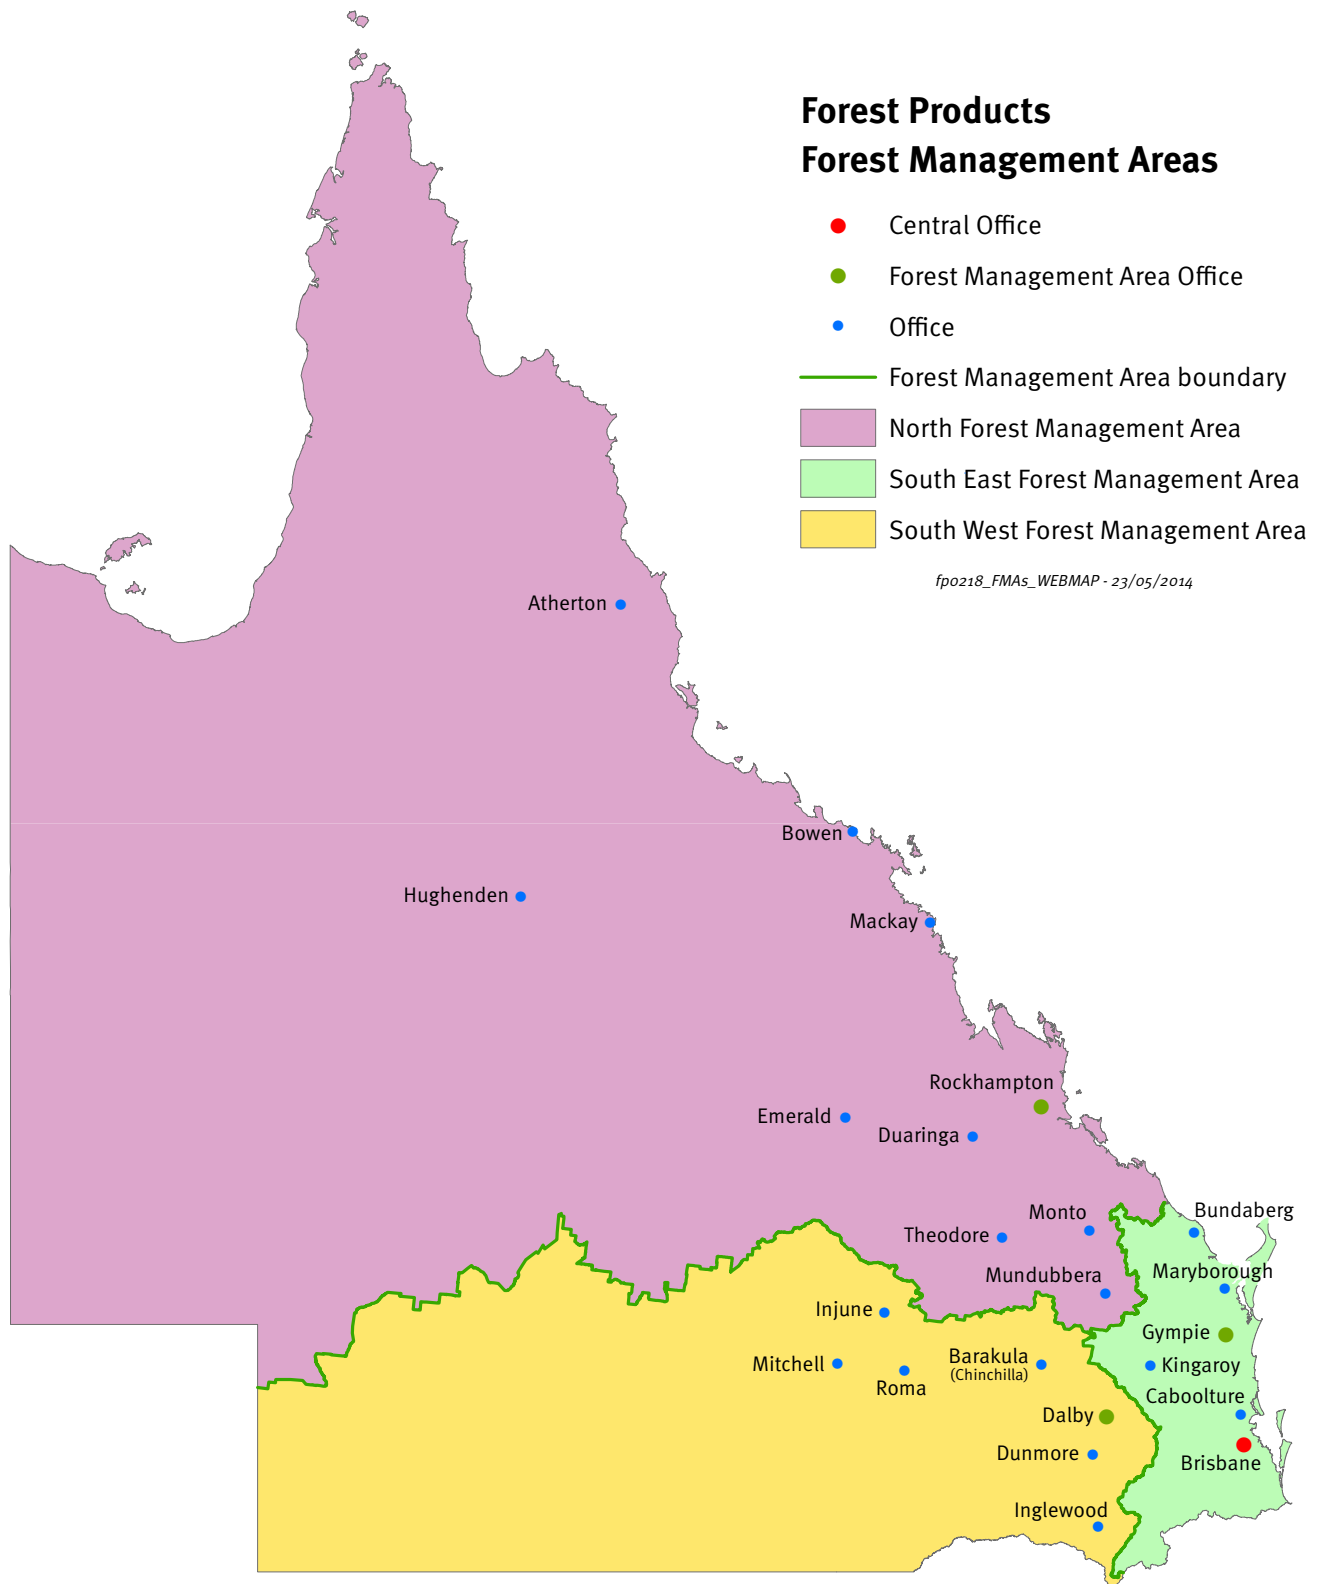 Forest Products
Forest Management Areas
Central Office
Forest Management Area Office
Office
Forest Management Area boundary
North Forest Management Area
South East Forest Management Area
South West Forest Management Area
fp0218_FMAs_WEBMAP - 23/05/2014
Atherton
Bowen
Hughenden
Mackay
Rockhampton
Emerald
Duaringa
Monto
Bundaberg
Theodore
Mundubbera
Maryborough
Injune
Gympie
Mitchell
Roma
Barakula
(Chinchilla)
Kingaroy
Caboolture
Dalby
Dunmore
Brisbane
Inglewood